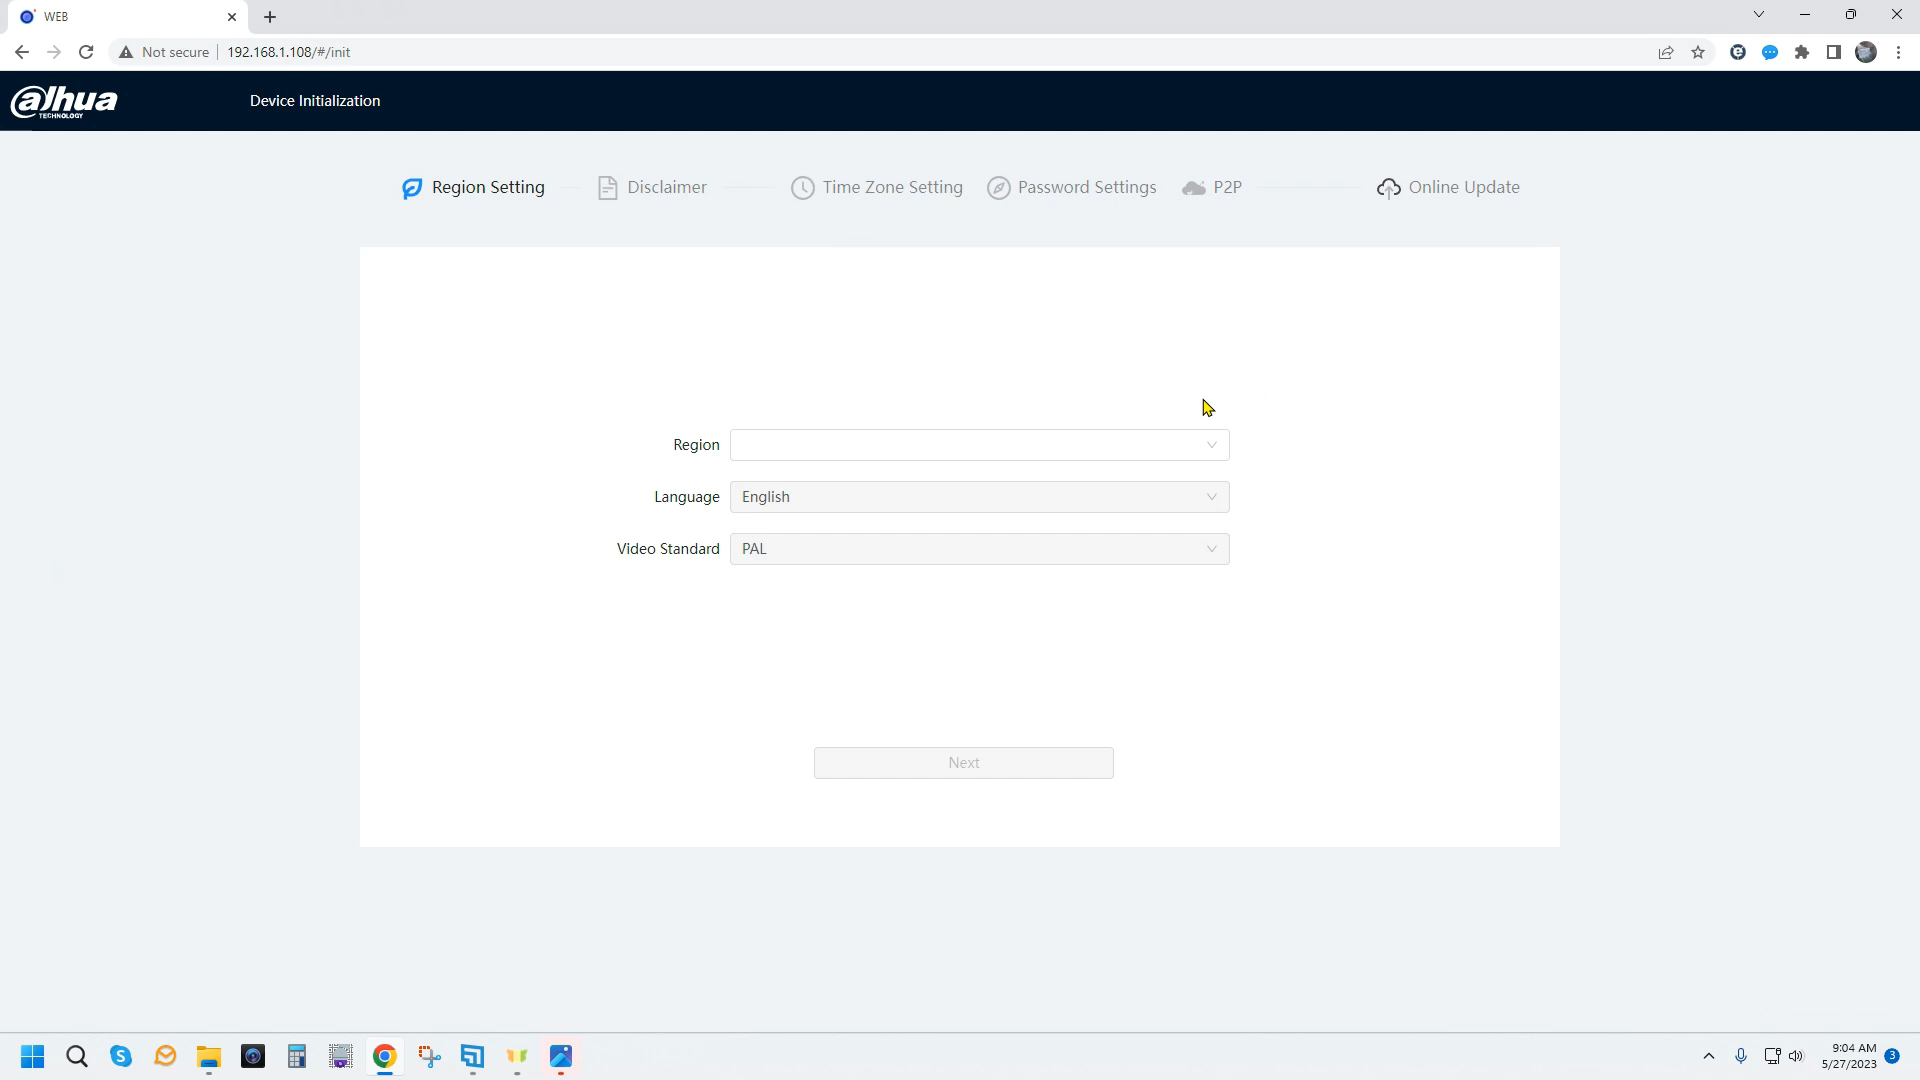 WEB
Not secure 192.168.1.108/#/init
alhua
TECHNOLOGY
Device Initialization
Region Setting Disclaimer Time Zone Setting Password Settings P2P Online Update
Region
Language English
Video Standard PAL
Next
9:04 AM
5/27/2023 3